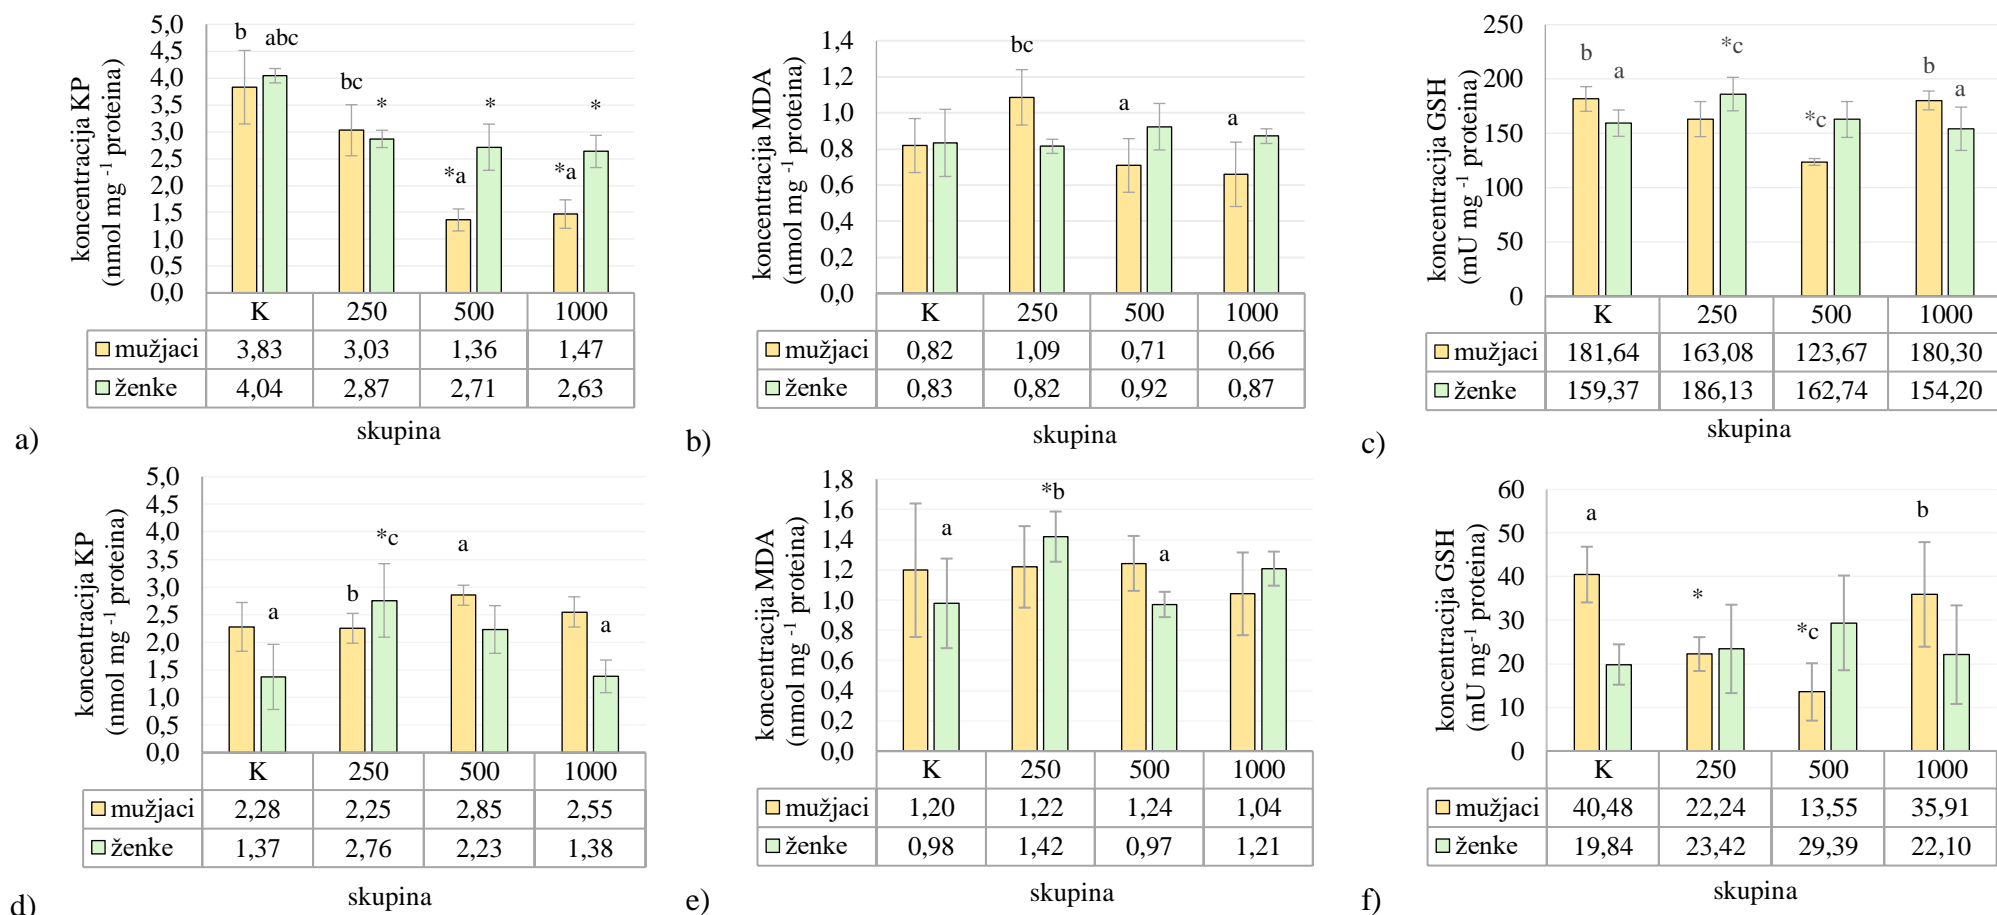 koncentracija KP
(nmol mg ⁻¹ proteina)
5,0
4,5
4,0
3,5
3,0
2,5
2,0
1,5
1,0
0,5
0,0
b
abc
bc
*
*a
*
*a
*
K 250 500 1000
mužjaci 3,83 3,03 1,36 1,47
ženke 4,04 2,87 2,71 2,63
skupina
a)
koncentracija MDA
(nmol mg ⁻¹ proteina)
1,4
1,2
1,0
0,8
0,6
0,4
0,2
0,0
bc
a
a
K 250 500 1000
mužjaci 0,82 1,09 0,71 0,66
ženke 0,83 0,82 0,92 0,87
skupina
b)
koncentracija GSH
(mU mg⁻¹ proteina)
250
200
150
100
50
0
b
a
*c
*c
b
a
K 250 500 1000
mužjaci 181,64 163,08 123,67 180,30
ženke 159,37 186,13 162,74 154,20
skupina
c)
koncentracija KP
(nmol mg ⁻¹ proteina)
5,0
4,5
4,0
3,5
3,0
2,5
2,0
1,5
1,0
0,5
0,0
a
b
*c
a
a
K 250 500 1000
mužjaci 2,28 2,25 2,85 2,55
ženke 1,37 2,76 2,23 1,38
skupina
d)
koncentracija MDA
(nmol mg ⁻¹ proteina)
1,8
1,6
1,4
1,2
1,0
0,8
0,6
0,4
0,2
0,0
a
*b
a
K 250 500 1000
mužjaci 1,20 1,22 1,24 1,04
ženke 0,98 1,42 0,97 1,21
skupina
e)
koncentracija GSH
(mU mg⁻¹ proteina)
60
50
40
30
20
10
0
a
*
*c
b
K 250 500 1000
mužjaci 40,48 22,24 13,55 35,91
ženke 19,84 23,42 29,39 22,10
skupina
f)